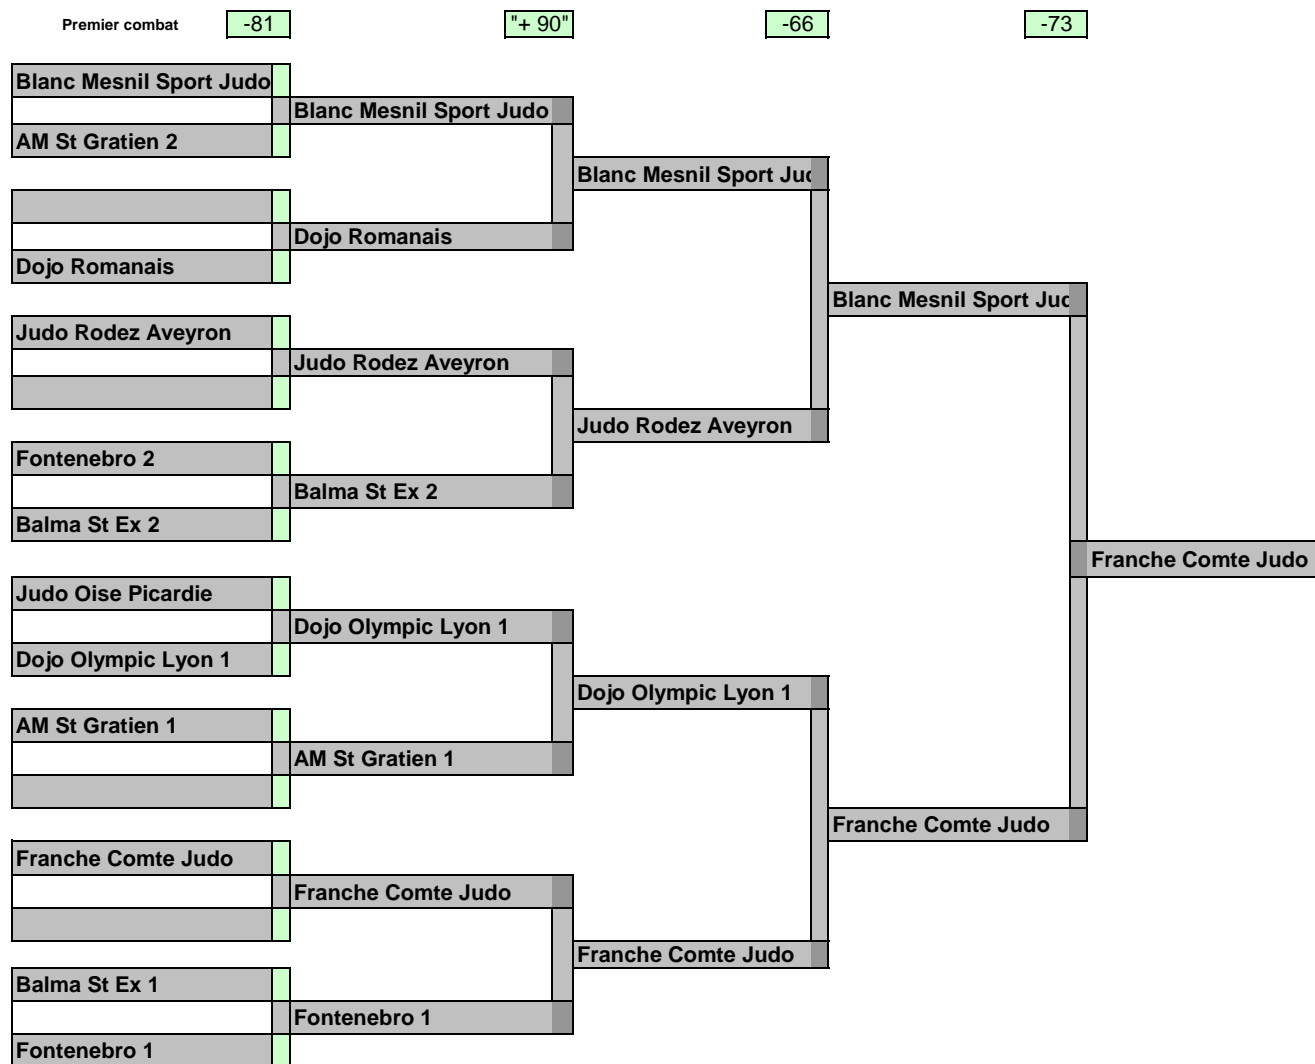 Premier combat -81 "+ 90" -66 -73
Blanc Mesnil Sport Judo
Blanc Mesnil Sport Judo
AM St Gratien 2
Blanc Mesnil Sport Jud
Dojo Romanais
Dojo Romanais
Blanc Mesnil Sport Jud
Judo Rodez Aveyron
Judo Rodez Aveyron
Judo Rodez Aveyron
Fontenebro 2
Balma St Ex 2
Balma St Ex 2
Franche Comte Judo
Judo Oise Picardie
Dojo Olympic Lyon 1
Dojo Olympic Lyon 1
Dojo Olympic Lyon 1
AM St Gratien 1
AM St Gratien 1
Franche Comte Judo
Franche Comte Judo
Franche Comte Judo
Franche Comte Judo
Balma St Ex 1
Fontenebro 1
Fontenebro 1